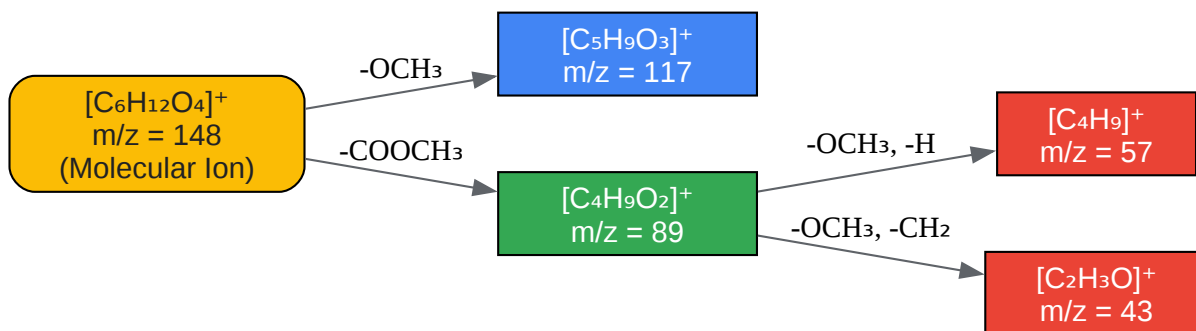 [C₆H₁₂O₄]⁺
m/z = 148
(Molecular Ion)
-OCH₃
-COOCH₃
[C₅H₉O₃]⁺
m/z = 117
[C₄H₉O₂]⁺
m/z = 89
-OCH₃, -H
-OCH₃, -CH₂
[C₄H₉]⁺
m/z = 57
[C₂H₃O]⁺
m/z = 43